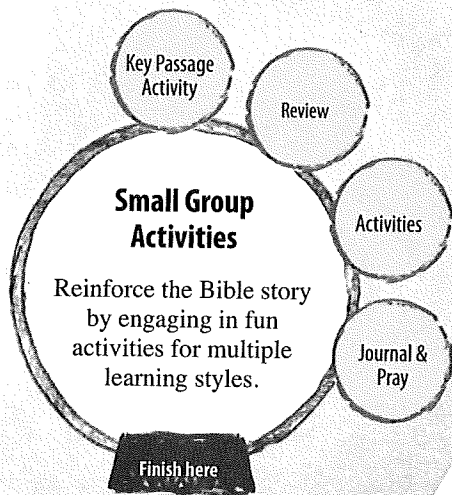 Key Passage
Activity
Review
Small Group
Activities
Activities
Reinforce the Bible story
by engaging in fun
activities for multiple
learning styles.
Journal &
Pray
Finish here